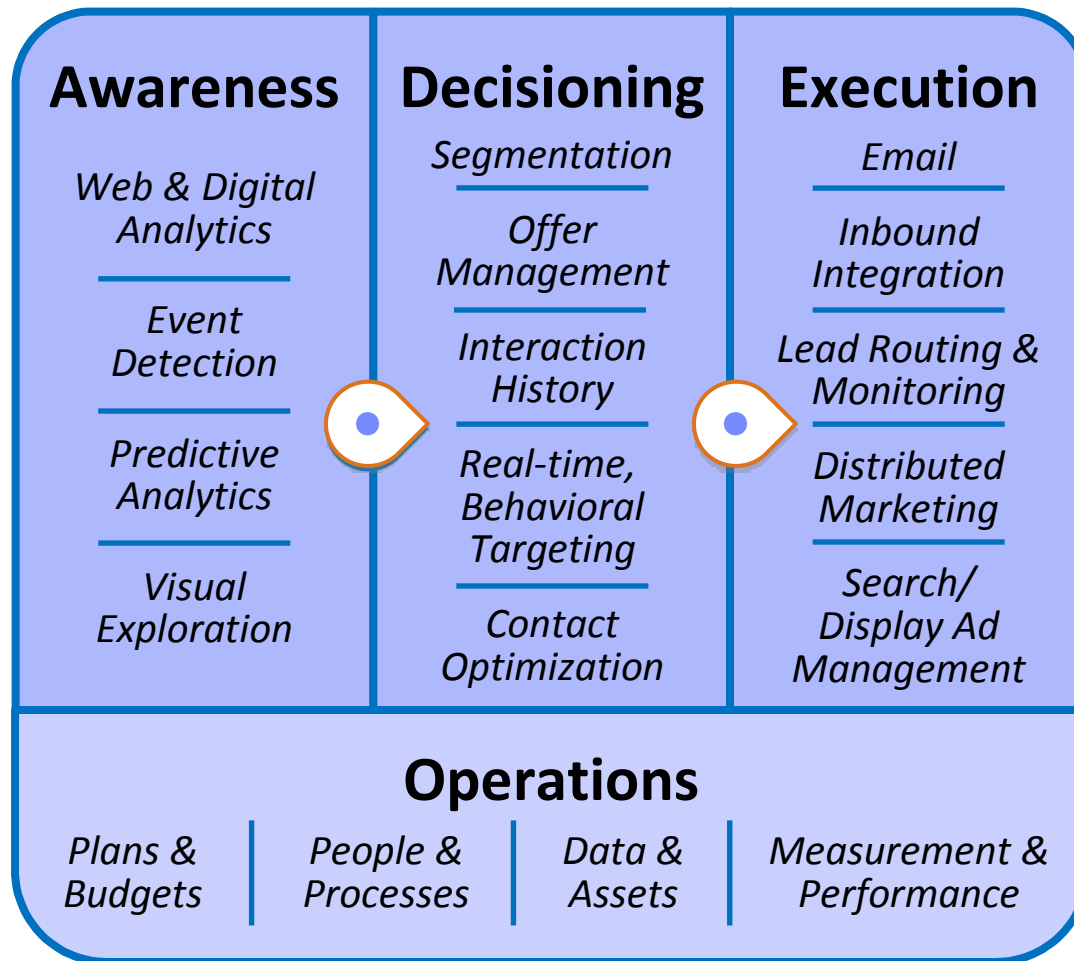 Awareness
Web & Digital
Analytics
Event
Detection
Predictive
Analytics
Visual
Exploration
Decisioning
Segmentation
Offer
Management
Interaction
History
Real-time,
Behavioral
Targeting
Contact
Optimization
Execution
Email
Inbound
Integration
Lead Routing &
Monitoring
Distributed
Marketing
Search/
Display Ad
Management
Operations
Plans &
Budgets
People &
Processes
Data &
Assets
Measurement &
Performance